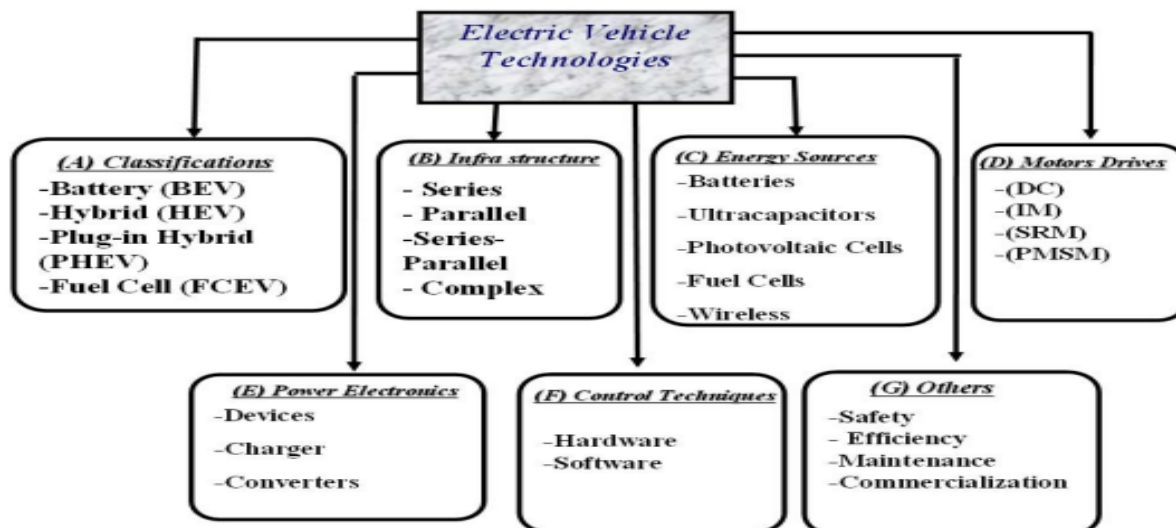 Electric Vehicle
Technologies
(A) Classifications
-Battery (BEV)
-Hybrid (HEV)
-Plug-in Hybrid
(PHEV)
-Fuel Cell (FCEV)
(B) Infra structure
- Series
- Parallel
-Series-
Parallel
- Complex
(C) Energy Sources
-Batteries
-Ultracapacitors
-Photovoltaic Cells
-Fuel Cells
-Wireless
(D) Motors Drives
-(DC)
-(IM)
-(SRM)
-(PMSM)
(E) Power Electronics
-Devices
-Charger
-Converters
(F) Control Techniques
-Hardware
-Software
(G) Others
-Safety
- Efficiency
-Maintenance
-Commercialization